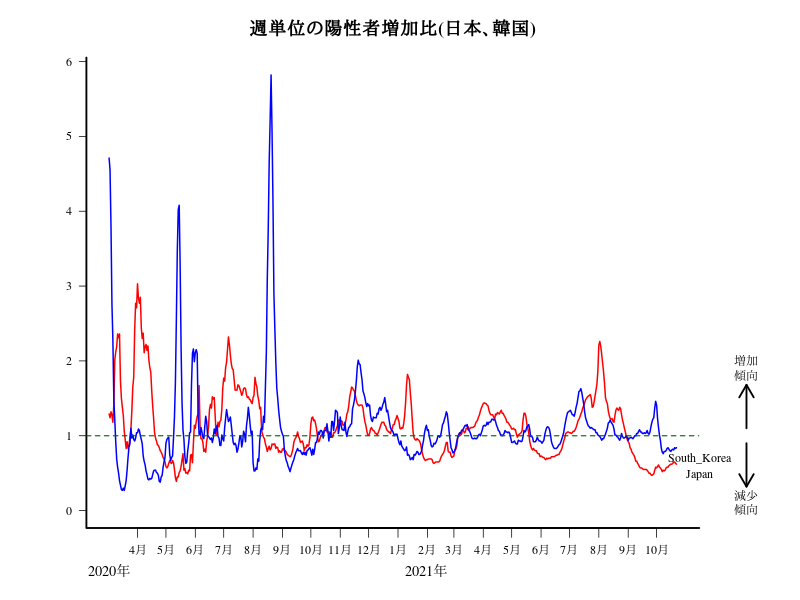 週単位の陽性者増加比(日本、韓国)
6
5
4
3
2
1
0
増加
傾向
South_Korea
Japan
減少
傾向
4月 5月 6月 7月 8月 9月 10月 11月 12月 1月 2月 3月 4月 5月 6月 7月 8月 9月 10月
2020年 2021年